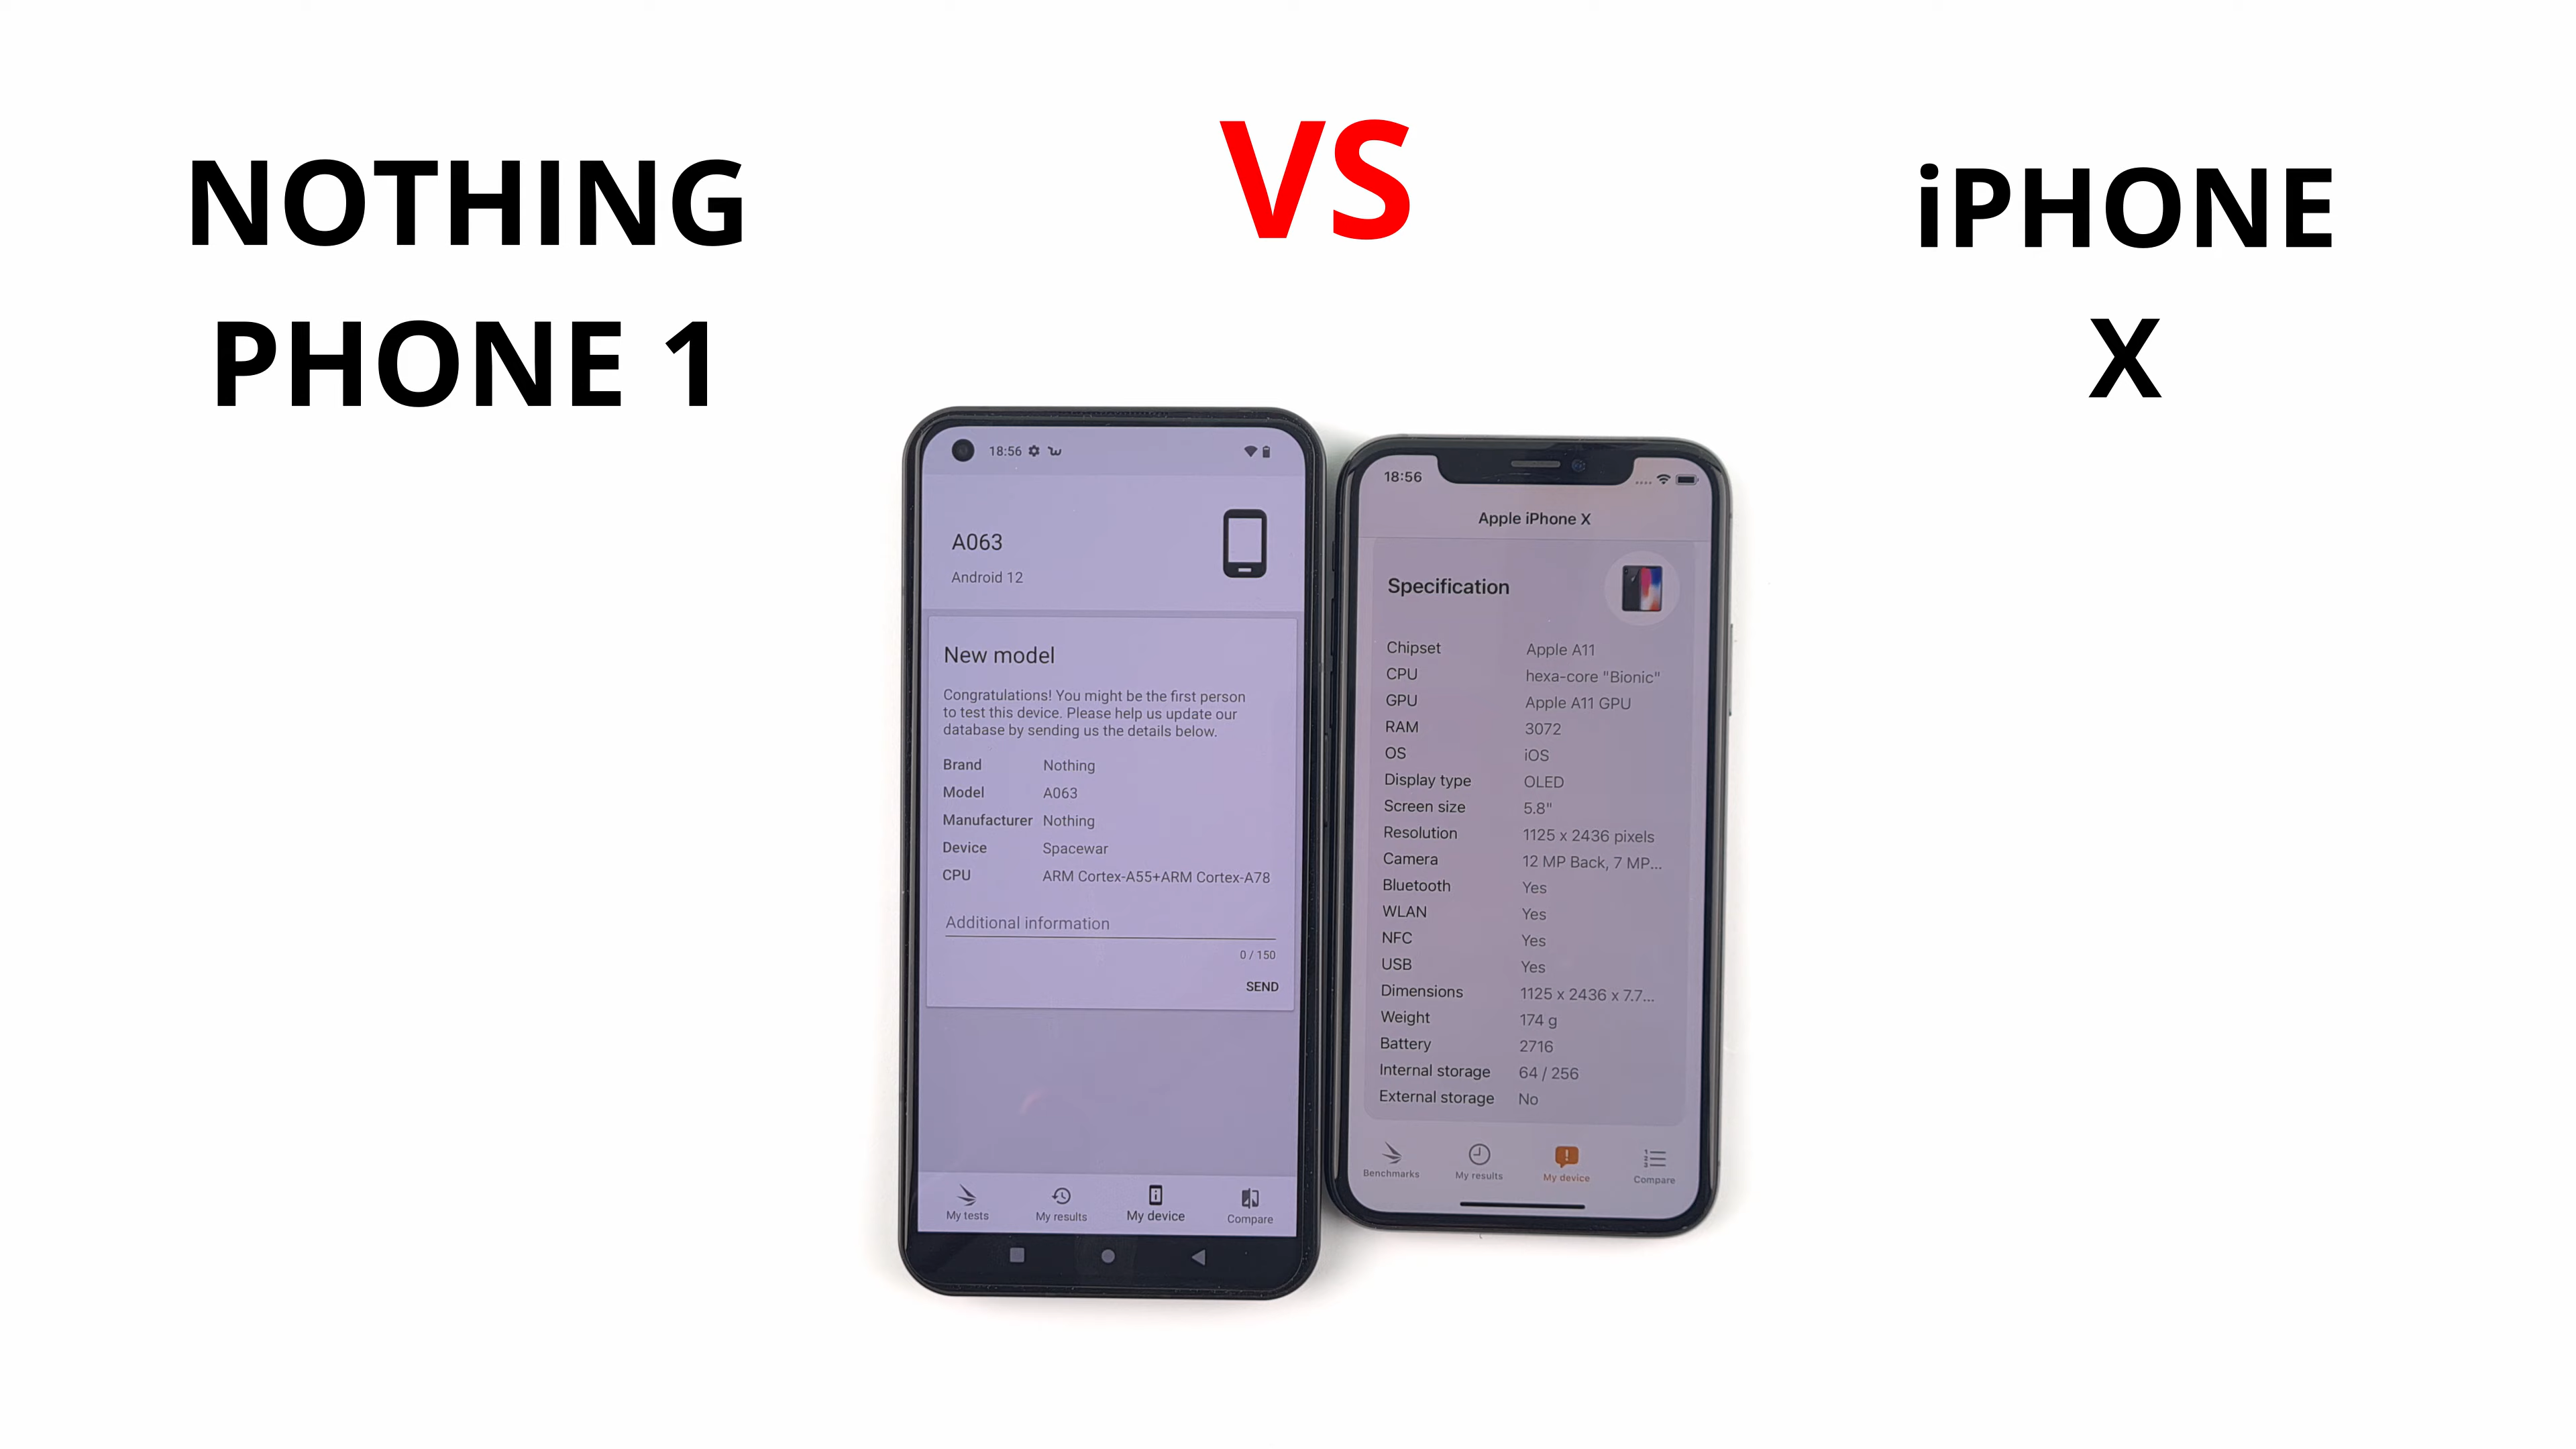 NOTHING
PHONE 1
VS
iPHONE
X
18:56
A063
Android 12
New model
Congratulations! You might be the first person
to test this device. Please help us update our
database by sending us the details below.
Brand Nothing
Model A063
Manufacturer Nothing
Device Spacewar
CPU ARM Cortex-A55+ARM Cortex-A78
Additional information
0 / 150
SEND
My tests My results My device Compare
18:56
Apple iPhone X
Specification
Chipset Apple A11
CPU hexa-core "Bionic"
GPU Apple A11 GPU
RAM 3072
OS iOS
Display type OLED
Screen size 5.8"
Resolution 1125 x 2436 pixels
Camera 12 MP Back, 7 MP...
Bluetooth Yes
WLAN Yes
NFC Yes
USB Yes
Dimensions 1125 x 2436 x 7.7...
Weight 174 g
Battery 2716
Internal storage 64 / 256
External storage No
Benchmarks My results My device Compare